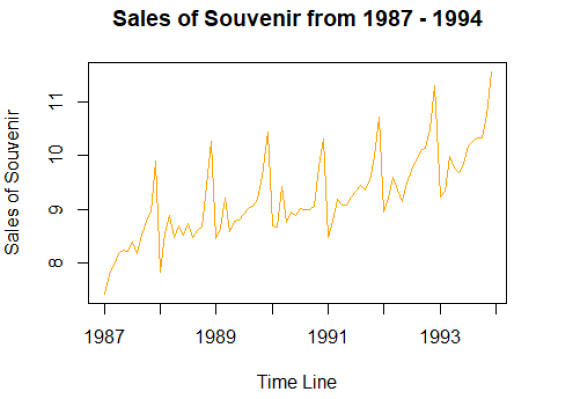 Sales of Souvenir from 1987 - 1994
Sales of Souvenir
11
10
9
8
1987 1989 1991 1993
Time Line